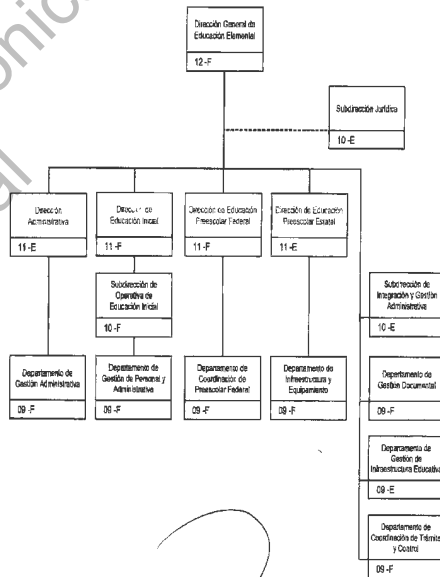 Dirección General de
Educación Elemental
12 -F
Subdirección Jurídica
10 -E
Dirección
Administrativa
11 -E
Dirección de
Educación Inicial
11 -F
Dirección de Educación
Preescolar Federal
11 -F
Dirección de Educación
Preescolar Estatal
11 -E
Subdirección de
Operativa de
Educación Inicial
10 -F
Subdirección de
Integración y Gestión
Administrativa
10 -E
Departamento de
Gestión Administrativa
09 -F
Departamento de
Gestión de Personal y
Administrativa
09 -F
Departamento de
Coordinación de
Preescolar Federal
09 -F
Departamento de
Infraestructura y
Equipamiento
09 -F
Departamento de
Gestión Documental
09 -F
Departamento de
Gestión de
Infraestructura Educativa
09 -E
Departamento de
Coordinación de Trámite
y Control
09 -F